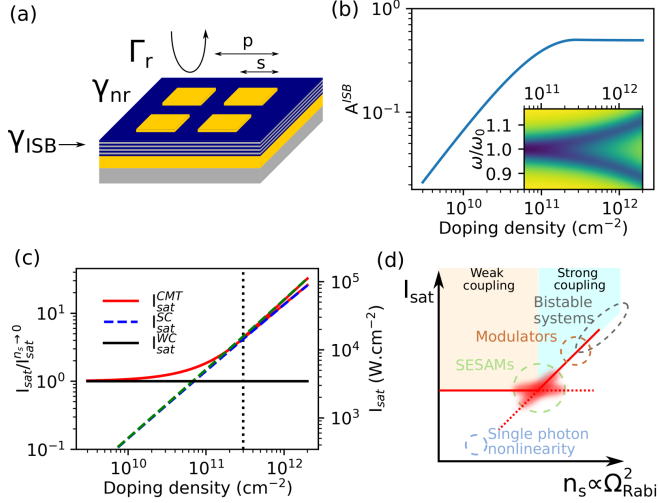 (a)
Γr
p
s
γnr
γISB
(b)
10^0
10^-1
A^ISB
10^10
10^11
10^12
Doping density (cm^-2)
10^11
10^12
1.1
1.0
0.9
ω/ω0
(c)
I_sat^CMT
I_sat^SC
I_sat^WC
10^1
10^0
10^-1
I_sat/I_sat^{n_s→0}
10^5
10^4
10^3
I_sat (W.cm^-2)
10^10
10^11
10^12
Doping density (cm^-2)
(d)
I_sat
Weak
coupling
Strong
coupling
Bistable
systems
Modulators
SESAMs
Single photon
nonlinearity
n_s∝Ω_Rabi^2